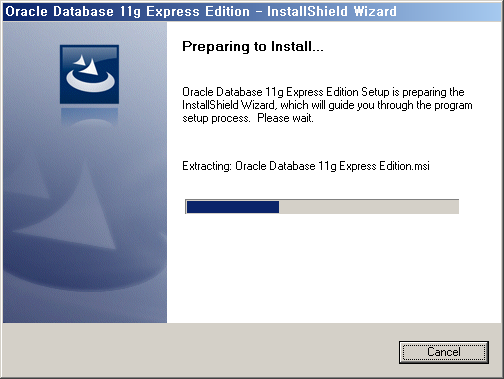 Oracle Database 11g Express Edition - InstallShield Wizard
Preparing to Install...
Oracle Database 11g Express Edition Setup is preparing the
InstallShield Wizard, which will guide you through the program
setup process. Please wait.
Extracting: Oracle Database 11g Express Edition.msi
Cancel